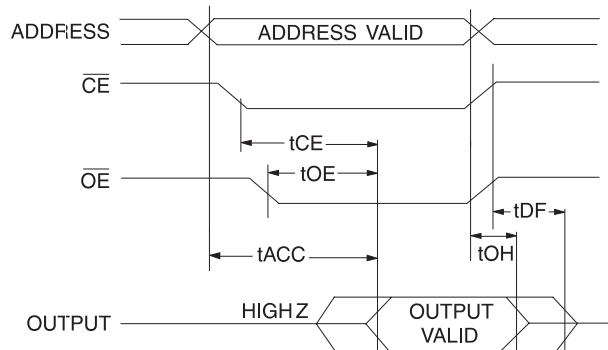 ADDRESS
ADDRESS VALID
CE
tCE
OE
tOE
tDF
tACC
tOH
HIGH Z
OUTPUT
OUTPUT
VALID